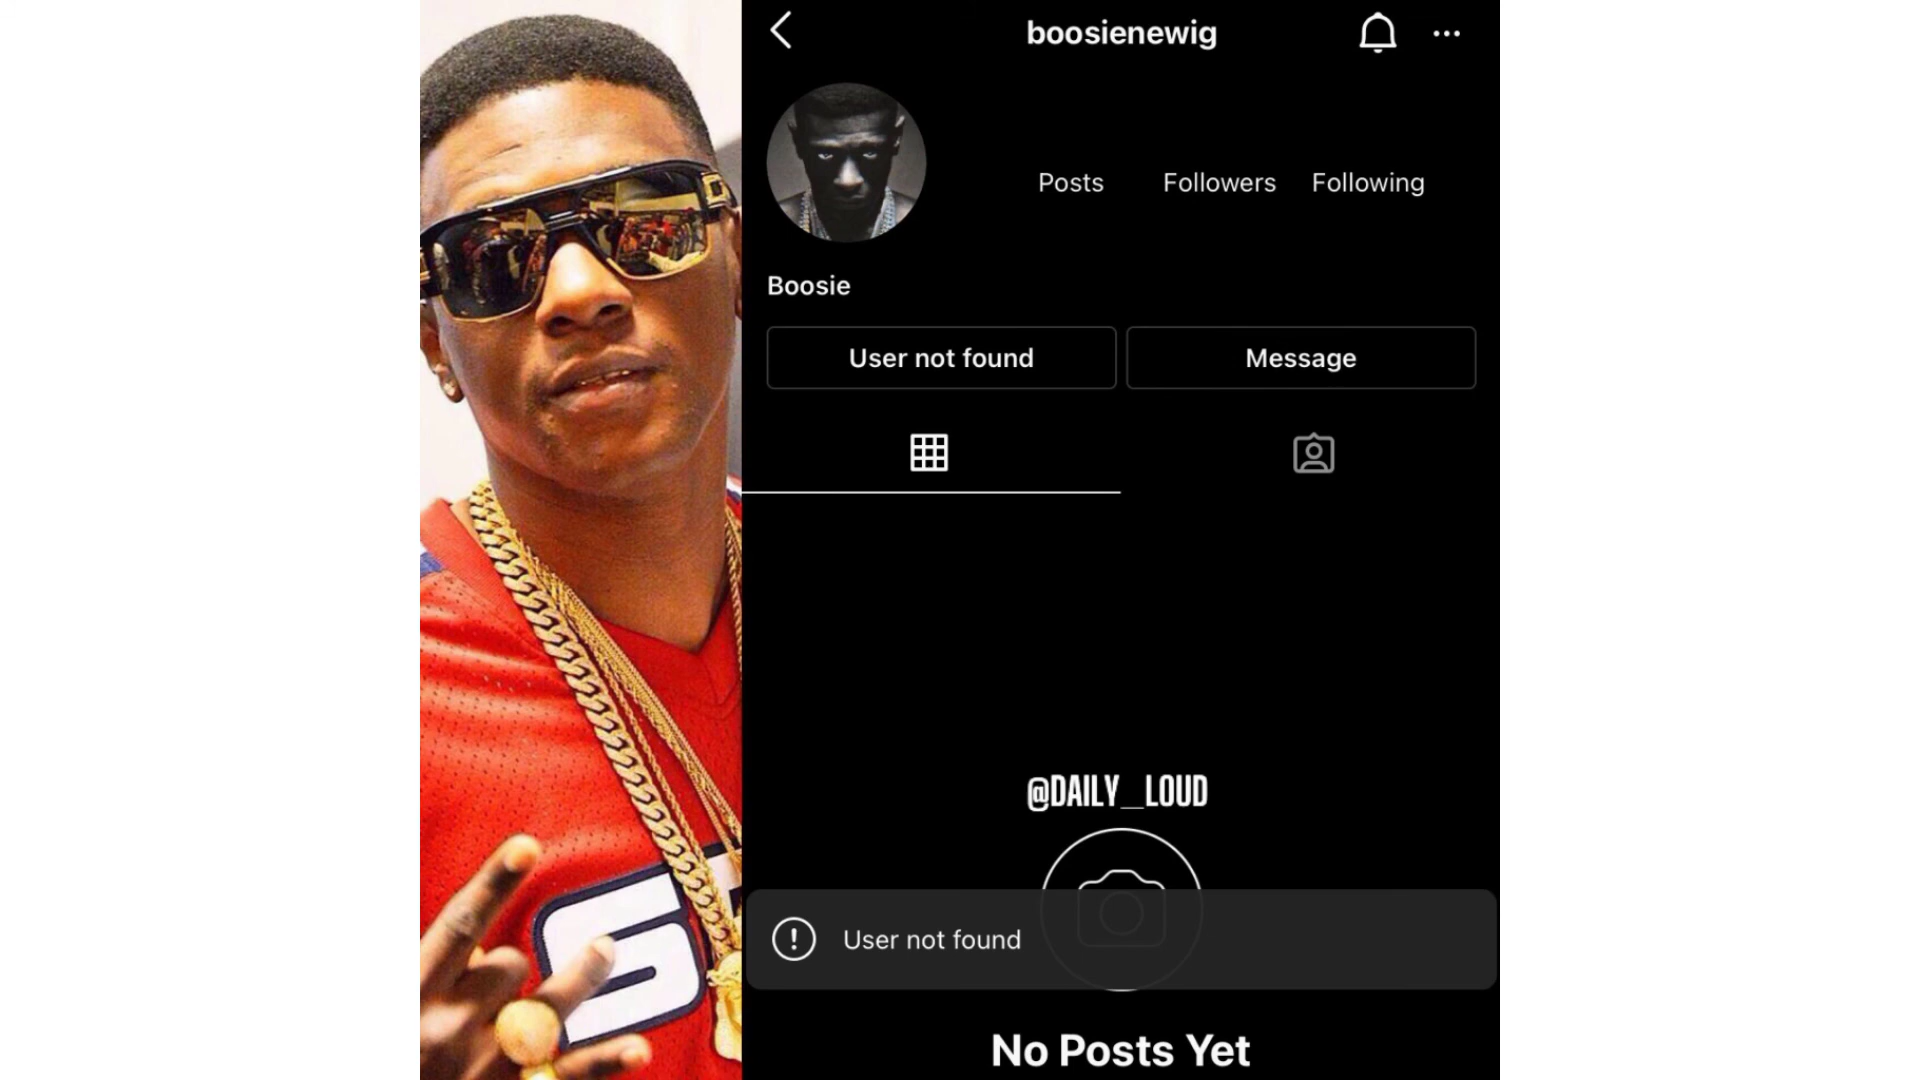 boosienewig
Posts Followers Following
Boosie
User not found Message
@DAILY_LOUD
User not found
No Posts Yet